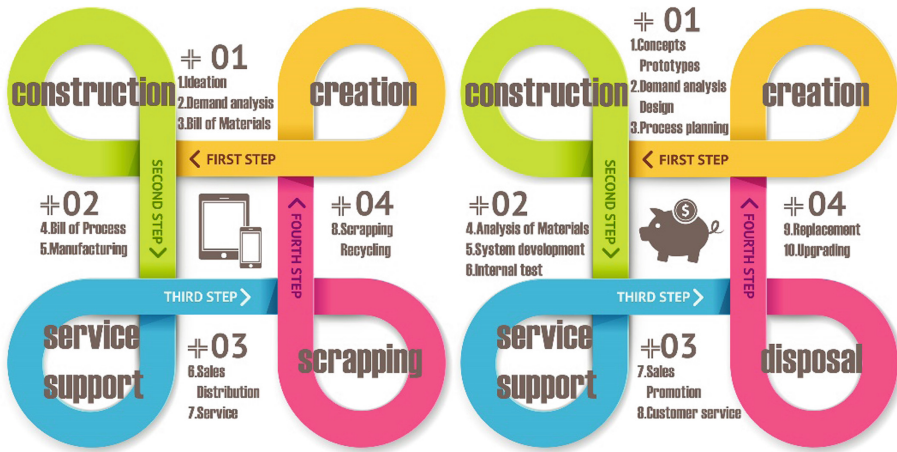 01
1.Ideation
2.Demand analysis
3.Bill of Materials
construction
creation
FIRST STEP
SECOND STEP
02
4.Bill of Process
5.Manufacturing
04
8.Scrapping
Recycling
FOURTH STEP
THIRD STEP
service
support
03
6.Sales
Distribution
7.Service
scrapping
01
1.Concepts
Prototypes
2.Demand analysis
Design
3.Process planning
construction
creation
FIRST STEP
SECOND STEP
02
4.Analysis of Materials
5.System development
6.Internal test
$
04
9.Replacement
10.Upgrading
FOURTH STEP
THIRD STEP
service
support
03
7.Sales
Promotion
8.Customer service
disposal